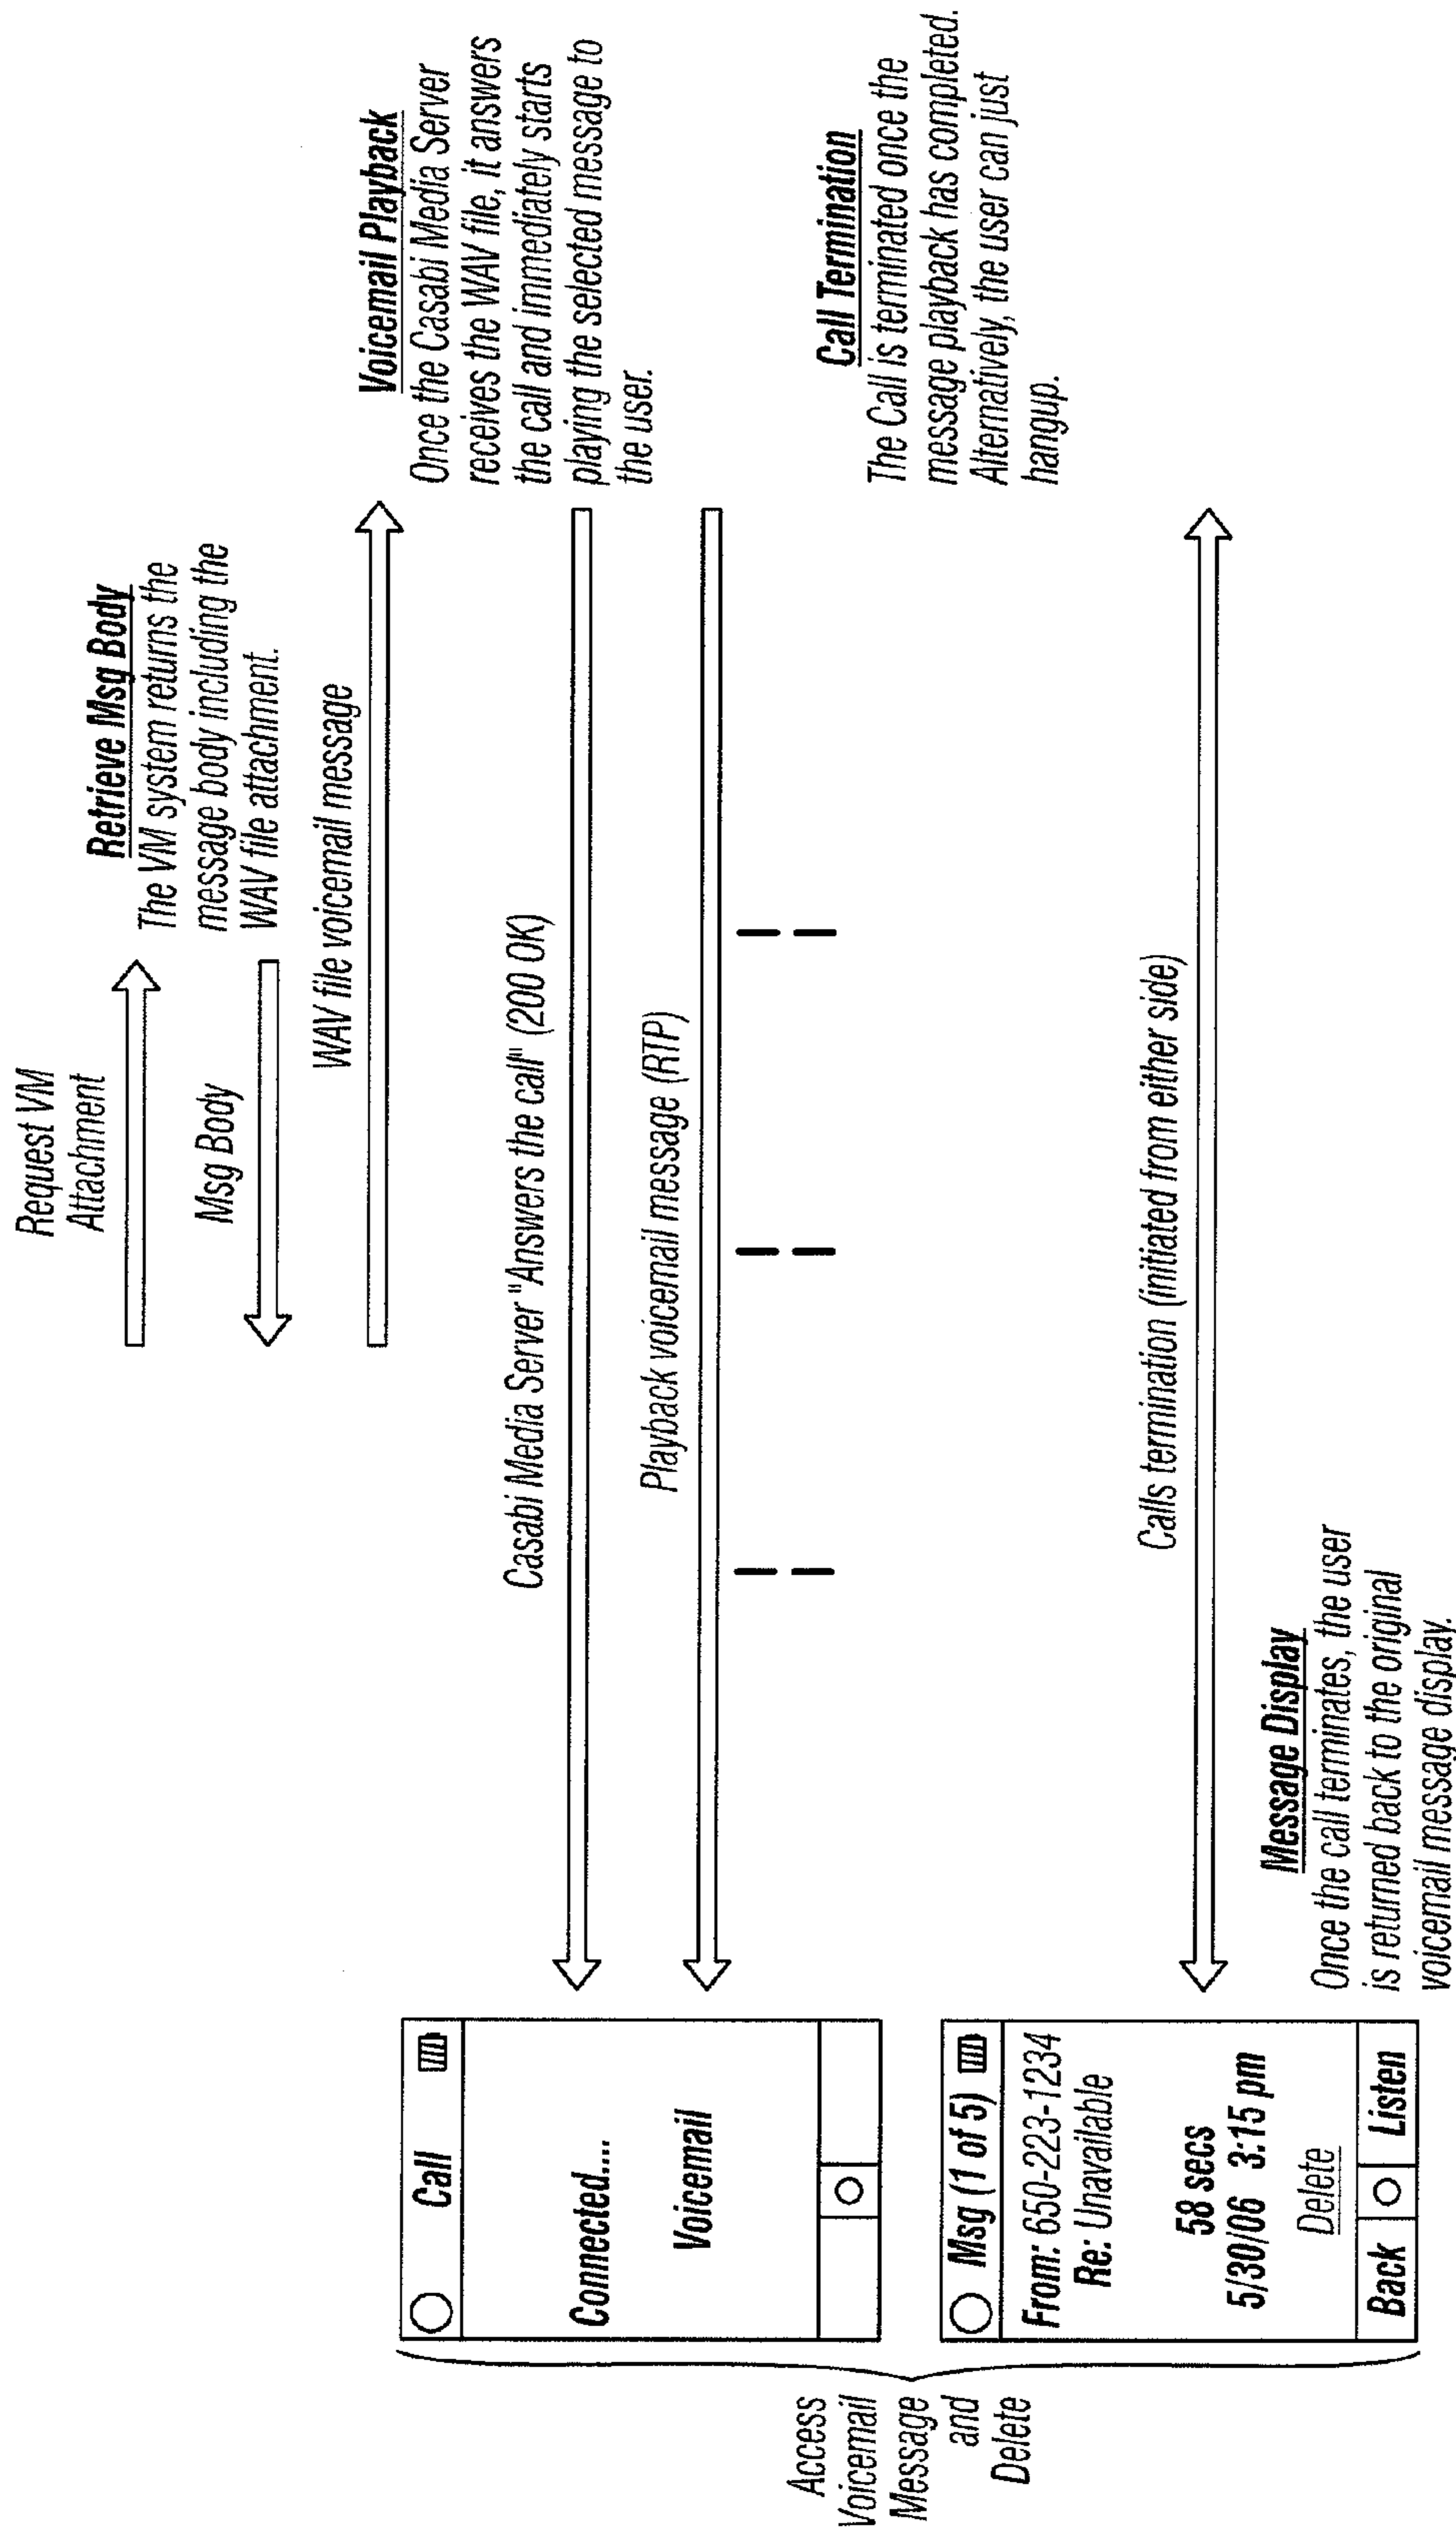 Request VM
Attachment
Retrieve Msg Body
The VM system returns the
message body including the
WAV file attachment.
Msg Body
WAV file voicemail message
Voicemail Playback
Once the Casabi Media Server
receives the WAV file, it answers
the call and immediately starts
playing the selected message to
the user.
Call
Connected....
Voicemail
Casabi Media Server "Answers the call" (200 OK)
Playback voicemail message (RTP)
Call Termination
The Call is terminated once the
message playback has completed.
Alternatively, the user can just
hangup.
Access
Voicemail
Message
and
Delete
Msg (1 of 5)
From: 650-223-1234
Re: Unavailable
58 secs
5/30/06 3:15 pm
Delete
Back
Listen
Calls termination (initiated from either side)
Message Display
Once the call terminates, the user
is returned back to the original
voicemail message display.